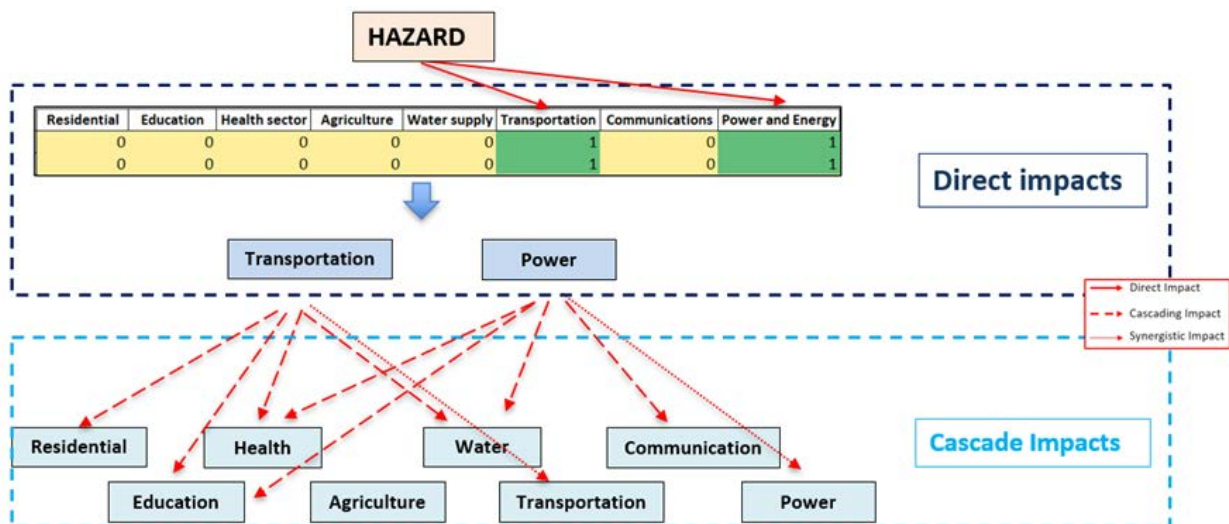 HAZARD
Residential Education Health sector Agriculture Water supply Transportation Communications Power and Energy
0 0 0 0 0 1 0 1
0 0 0 0 0 1 0 1
Direct impacts
Transportation Power
Direct Impact
Cascading Impact
Synergistic Impact
Residential Health Water Communication
Cascade Impacts
Education Agriculture Transportation Power